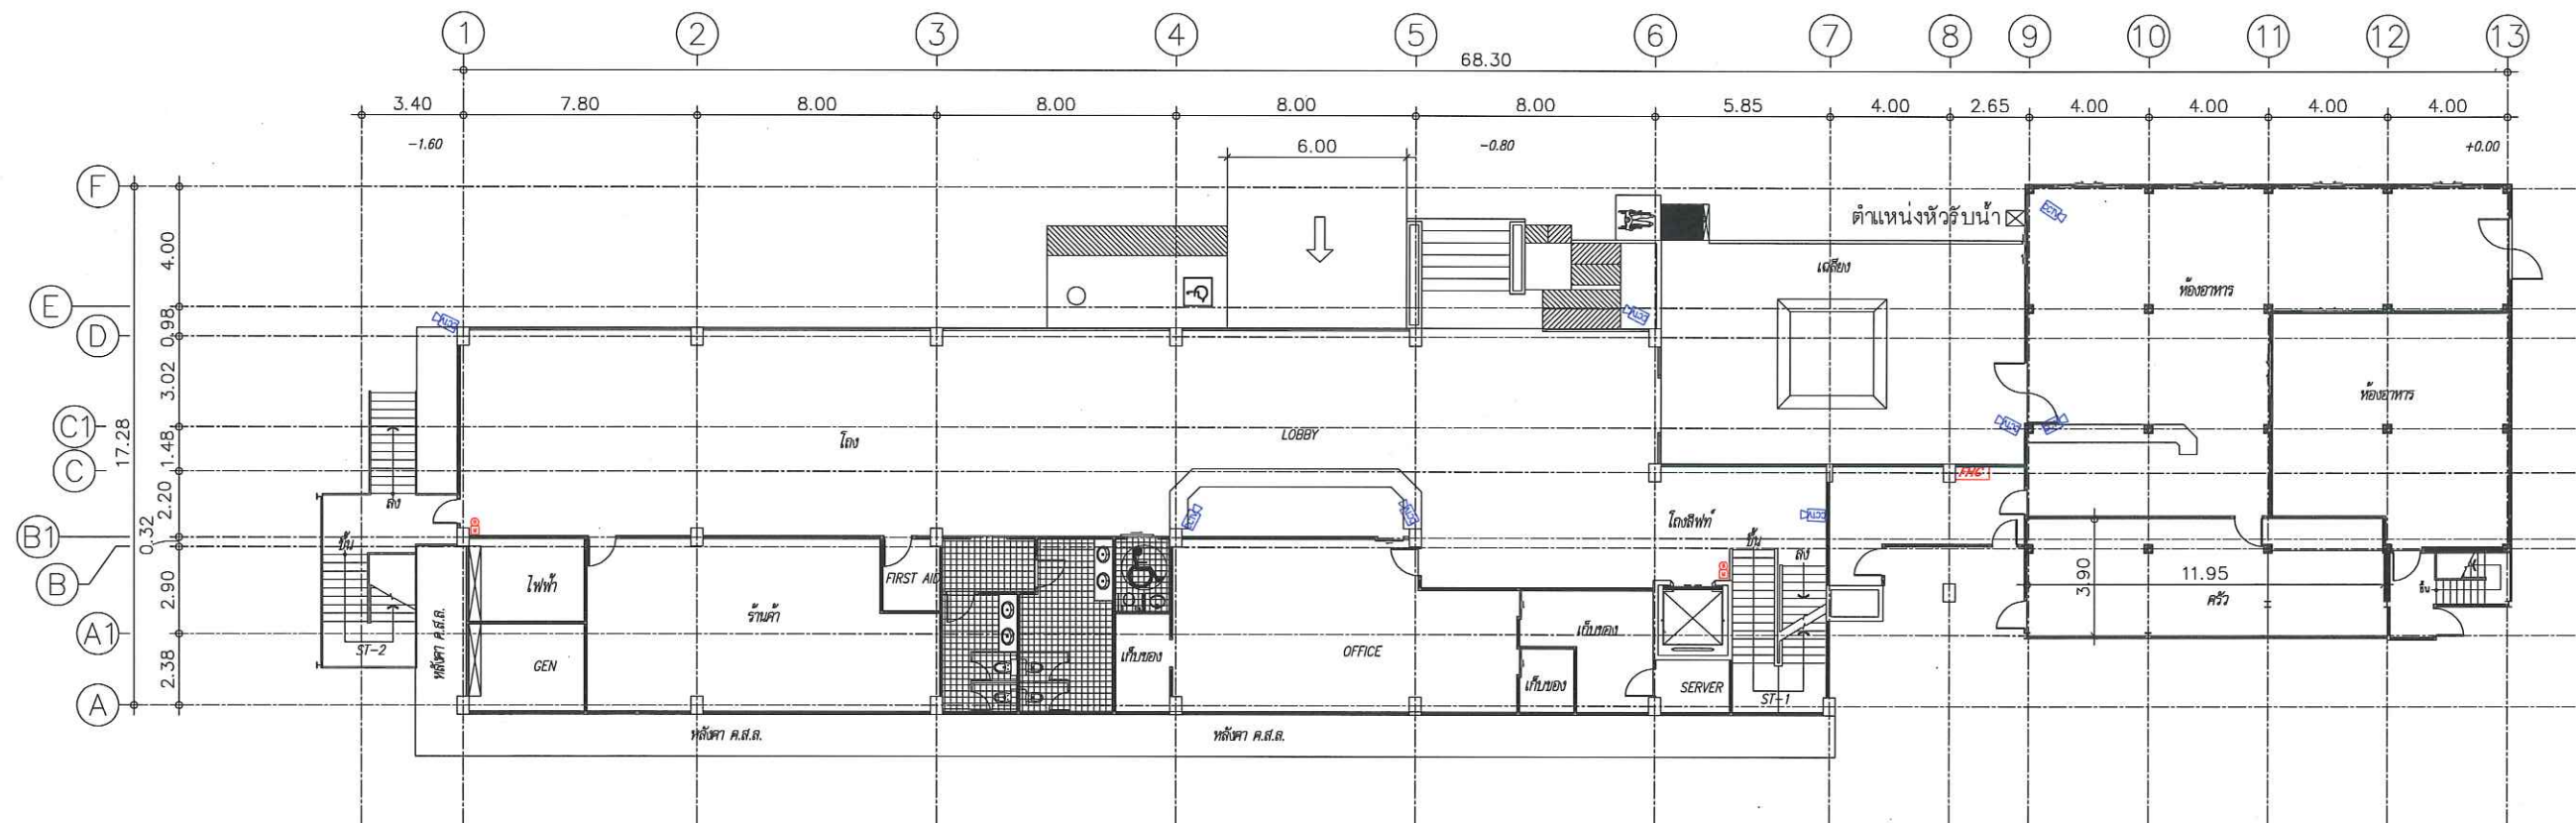 1 2 3 4 5 6 7 8 9 10 11 12 13
68.30
3.40 7.80 8.00 8.00 8.00 8.00 5.85 4.00 2.65 4.00 4.00 4.00 4.00
-1.60 6.00 -0.80 +0.00
F
ตำแหน่งหัวรับน้ำ
CCTV
4.00
เฉลียง
ห้องอาหาร
E
0.98
CCTV CCTV
D
3.02
ห้องอาหาร
C1
17.28
1.48
โถง
LOBBY
CCTV CCTV
C
FHC
2.20
ลง
CCTV CCTV CCTV
โถงลิฟท์
B1
0.32
ขึ้น
ขึ้น ลง
B
2.90
ไฟฟ้า
FIRST AID
3.90
11.95
ครัว
ขึ้น
ร้านค้า
A1
เก็บของ
ST-2
หลังคา ค.ส.ล.
GEN
เก็บของ
OFFICE
2.38
เก็บของ
SERVER
ST-1
A
หลังคา ค.ส.ล. หลังคา ค.ส.ล.